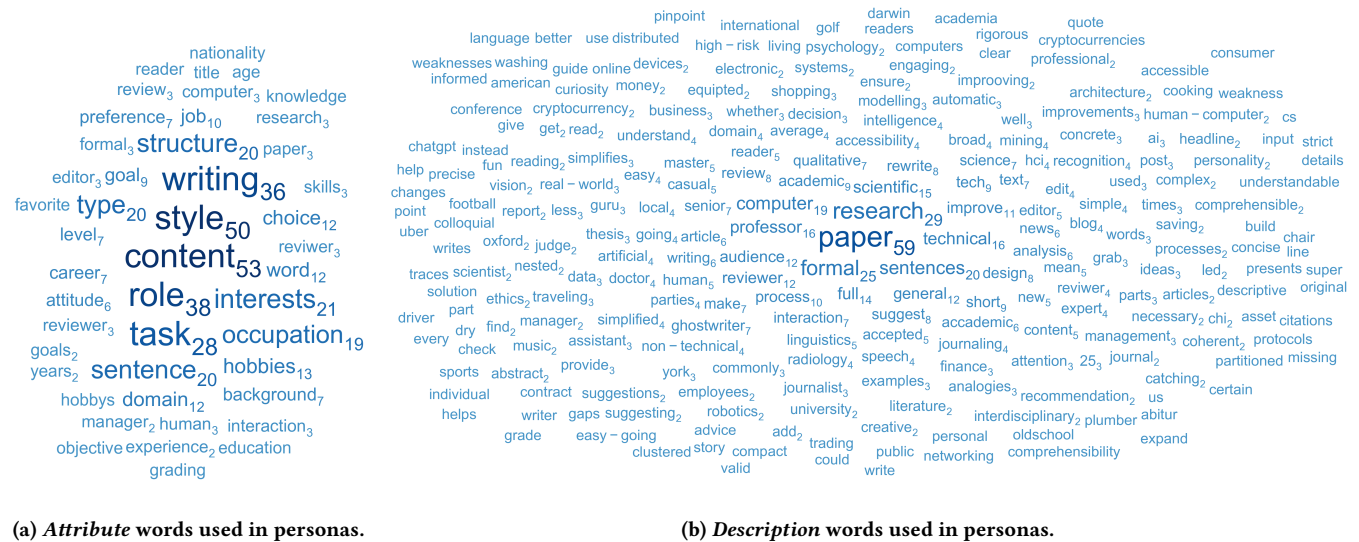 nationality
reader title age
review3 computer3 knowledge
preference7 job10 research3
formal3 structure20 paper3
editor3 goal9 writing36 skills3
favorite type20 style50 choice12
level7 content53 reviwer3
career7 word12
attitude6 role38 interests21
reviewer3 task28 occupation19
goals2
years2 sentence20 hobbies13
hobbys domain12 background7
manager2 human3 interaction3
objective experience2 education
grading
(a) Attribute words used in personas.
pinpoint international golf darwin readers academia quote
language better use distributed high – risk living psychology2 computers rigorous clear cryptocurrencies
weaknesses washing guide online devices2 electronic2 systems2 engaging2 professional2 consumer
informed american curiosity money2 equipted2 shopping3 ensure2 improoving2 accessible
conference cryptocurrency2 business3 whether3 decision3 modelling3 automatic3 architecture2 cooking weakness
give get2 read2 understand4 domain4 average4 intelligence4 well3 improvements3 human – computer2 cs
chatgpt instead reader5 accessibility4 broad4 mining4 concrete3 ai3 headline2 input strict
help precise fun reading2 simplifies3 master5 review8 qualitative7 rewrite8 science7 hci4 recognition4 post3 personality2 details
changes vision2 real – world3 easy4 casual5 academic9 scientific15 tech9 text7 edit4 used3 complex2 understandable
point football report2 less3 guru3 local4 senior7 computer19 research29 improve11 editor5 simple4 times3 comprehensible2
uber colloquial thesis3 going4 article6 professor16 paper59 technical16 news6 blog4 words3 saving2 build chair
writes oxford2 judge2 artificial4 writing6 audience12 analysis6 grab3 processes2 concise line
traces scientist2 nested2 data3 doctor4 human5 reviewer12 formal25 sentences20 design8 mean5 ideas3 led2 presents super
solution ethics2 traveling3 parties4 make7 process10 full14 general12 short9 new5 reviwer4 parts3 articles2 descriptive original
driver part manager2 simplified4 ghostwriter7 interaction7 suggest8 accademic6 expert4 necessary2 chi2 asset citations
every dry find2 music2 assistant3 non – technical4 linguistics5 accepted5 content5 management3 coherent2 protocols
check radiology4 speech4 journaling4 attention3 253 journal2 partitioned missing
sports abstract2 provide3 york3 commonly3 finance3 catching2
individual contract suggestions2 employees2 journalist3 examples3 analogies3 recommendation2 us certain
helps writer gaps suggesting2 robotics2 university2 literature2 interdisciplinary2 plumber abitur
grade easy – going advice add2 creative2 personal oldschool expand
clustered story compact trading public networking comprehensibility
valid could write
(b) Description words used in personas.